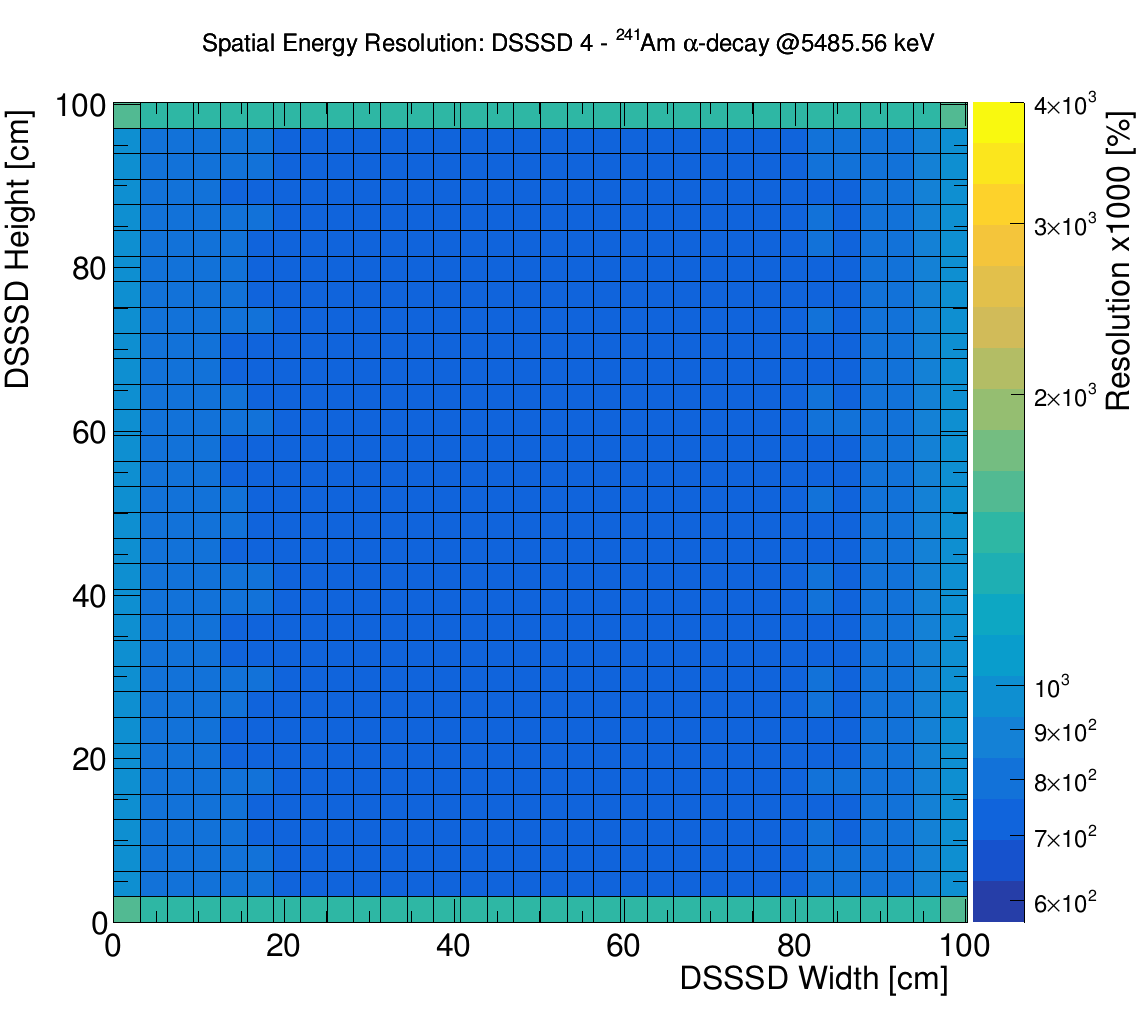 Spatial Energy Resolution: DSSSD 4 - ²⁴¹Am α-decay @5485.56 keV
DSSSD Height [cm]
100
80
60
40
20
0
0 20 40 60 80 100
DSSSD Width [cm]
4×10³
3×10³
2×10³
10³
9×10²
8×10²
7×10²
6×10²
Resolution x1000 [%]